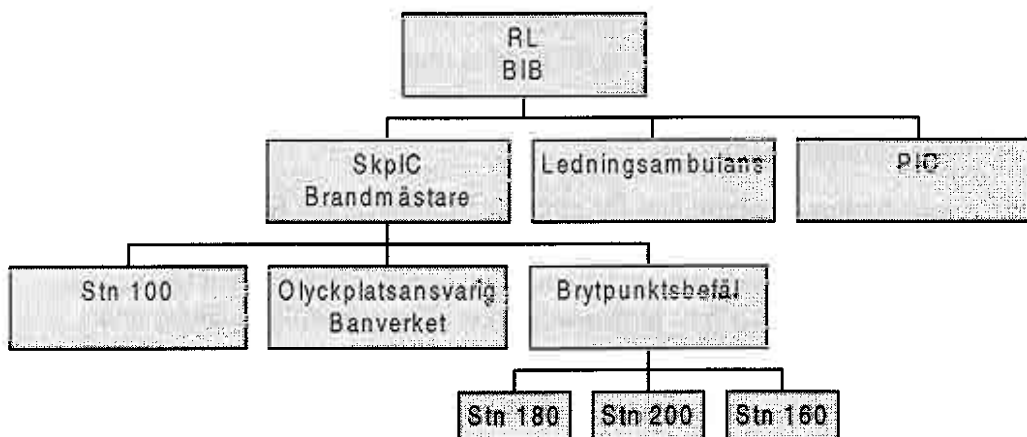 RL
BIB
SkpIC
Brandmästare
Ledningsambulans
PIC
Stn 100
Olyckplatsansvarig
Banverket
Brytpunktsbefäl
Stn 180
Stn 200
Stn 160